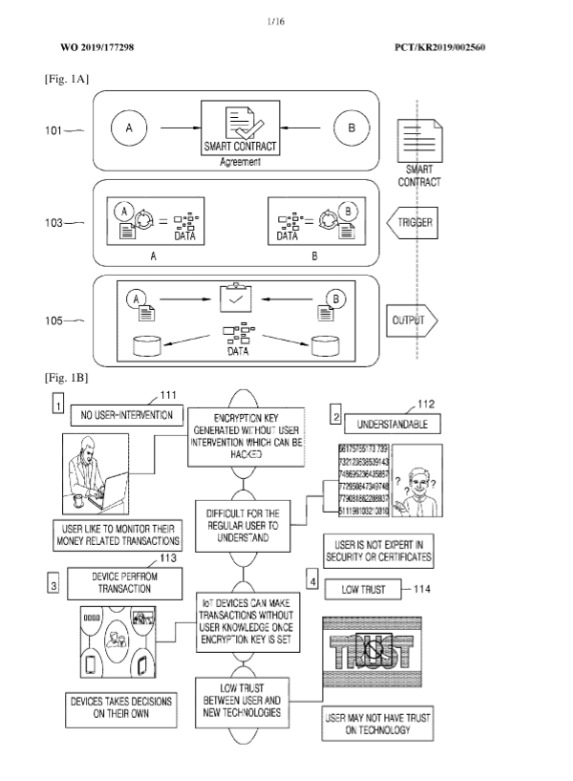 1/16
WO 2019/177298 PCT/KR2019/002560
[Fig. 1A]
101
A
SMART CONTRACT
Agreement
B
SMART
CONTRACT
103
A
=
DATA
A
B
=
DATA
B
TRIGGER
105
A
B
DATA
OUTPUT
[Fig. 1B]
1
111
NO USER-INTERVENTION
ENCRYPTION KEY
GENERATED WITHOUT USER
INTERVENTION WHICH CAN BE
HACKED
2
112
UNDERSTANDABLE
USER LIKE TO MONITOR THEIR
MONEY RELATED TRANSACTIONS
DIFFICULT FOR THE
REGULAR USER TO
UNDERSTAND
? ? ?
USER IS NOT EXPERT IN
SECURITY OR CERTIFICATES
3
113
DEVICE PERFROM
TRANSACTION
IoT DEVICES CAN MAKE
TRANSACTIONS WITHOUT
USER KNOWLEDGE ONCE
ENCRYPTION KEY IS SET
4
LOW TRUST
114
TRUST
DEVICES TAKES DECISIONS
ON THEIR OWN
LOW TRUST
BETWEEN USER AND
NEW TECHNOLOGIES
USER MAY NOT HAVE TRUST
ON TECHNOLOGY